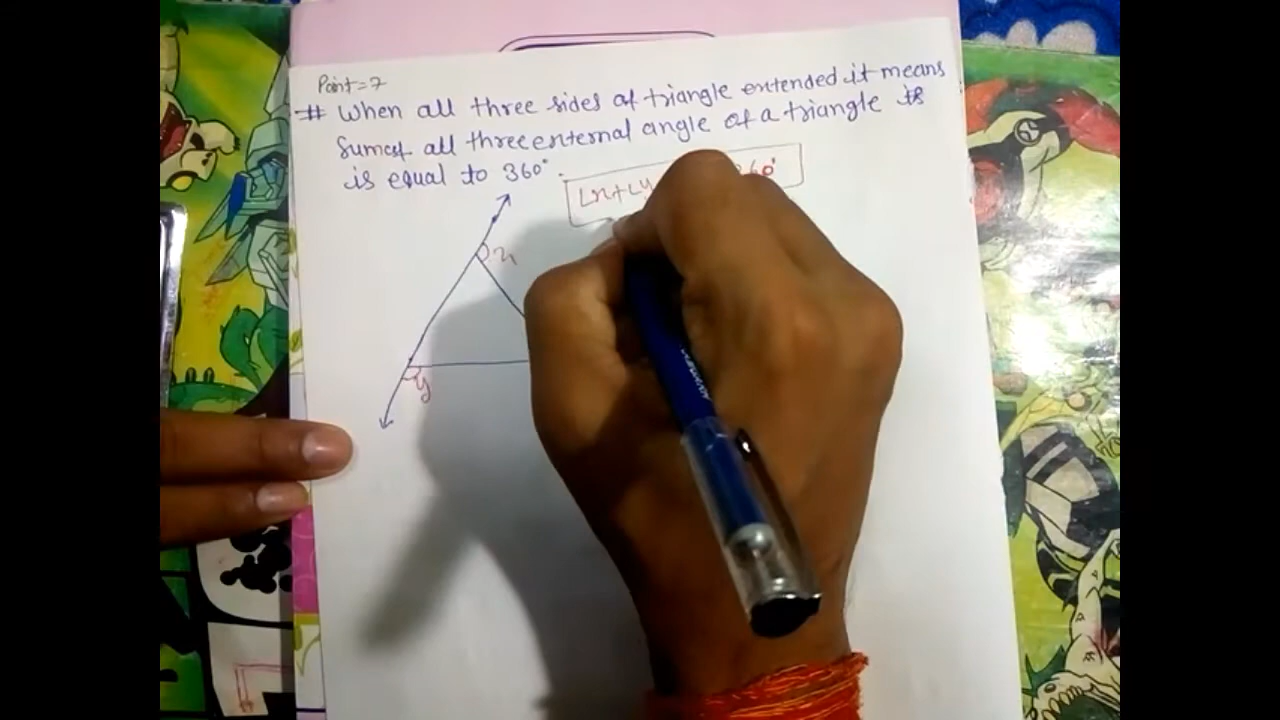 Point=7
# When all three sides of triangle extended it means
Sum of all three external angle of a triangle is
is equal to 360°.
∠x+∠y 360°
x
y